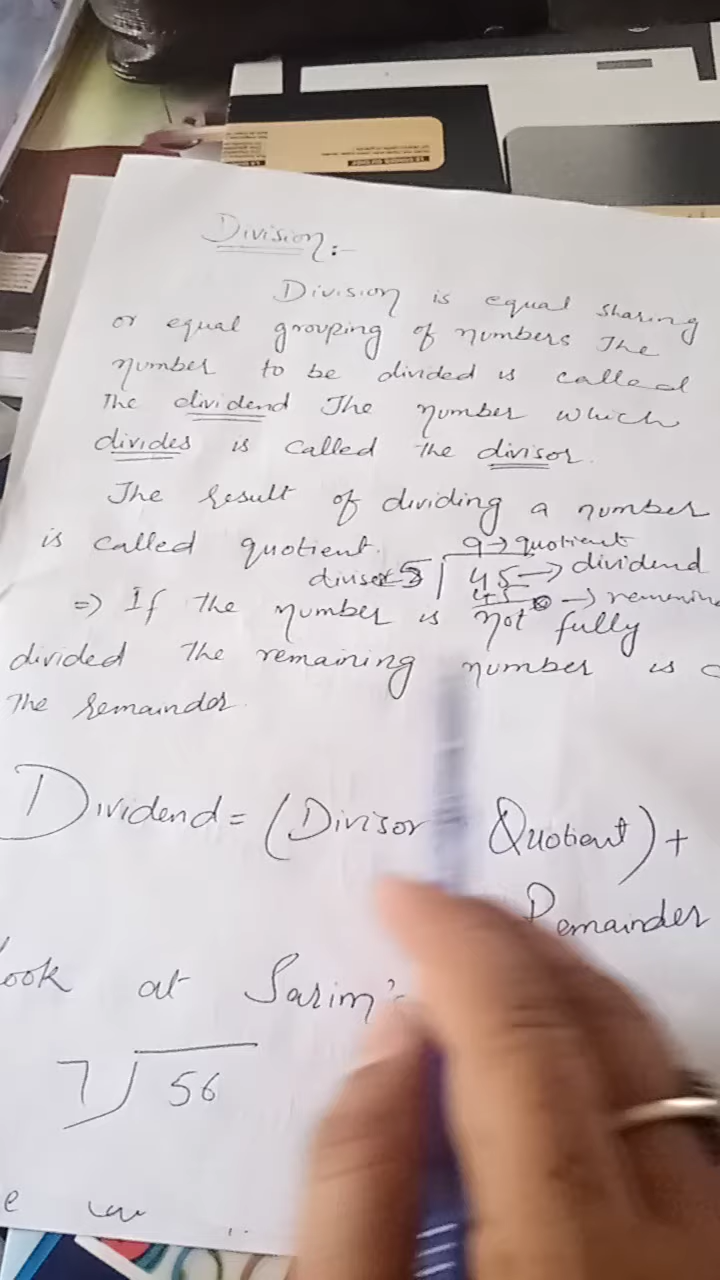 Division:-
Division is equal sharing
or equal grouping of numbers The
number to be divided is called
The dividend The number which
divides is called the divisor.
The result of dividing a number
is called quotient. 9 → quotient
divisor 5 45 → dividend
45
0 →
⇒ If the number is not fully
divided The remaining number is
The remainder.
Dividend = (Divisor Quotient) +
Remainder
look at Sarim's
7 56